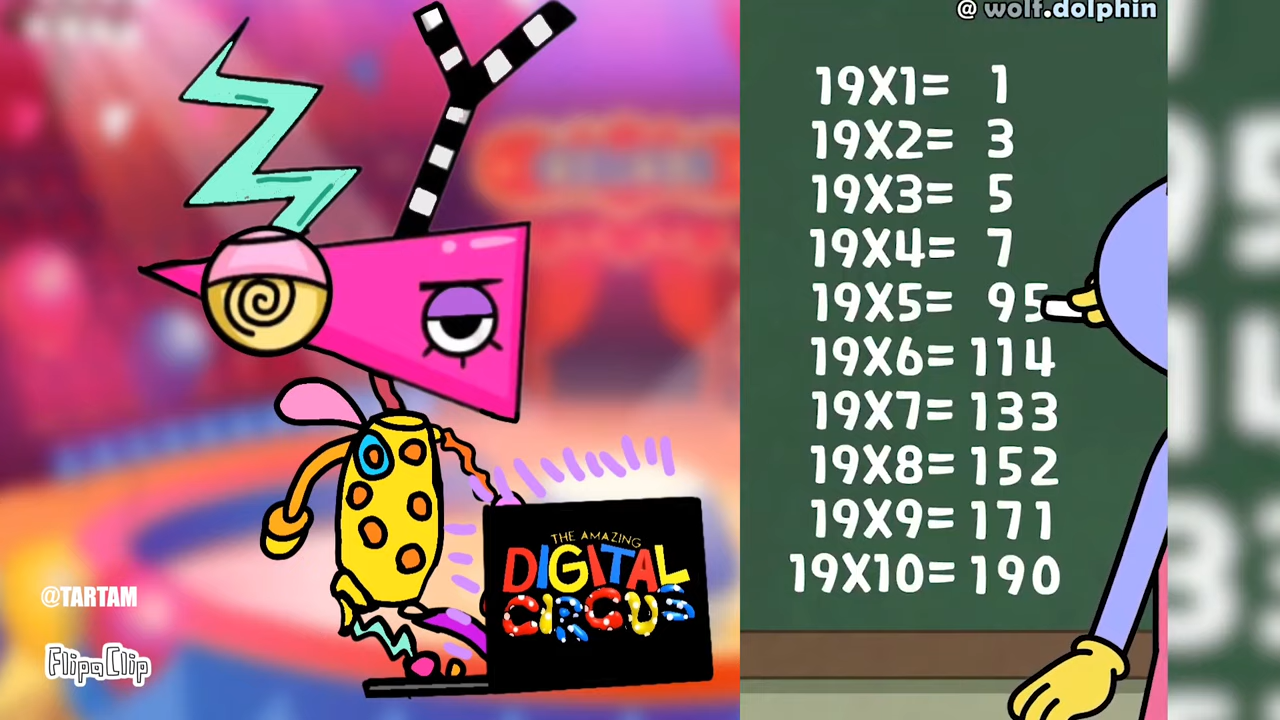 @ wolf.dolphin
19X1= 1
19X2= 3
19X3= 5
19X4= 7
19X5= 95
19X6= 114
19X7= 133
19X8= 152
19X9= 171
19X10= 190
THE AMAZING
DIGITAL
CIRCUS
@TARTAM
FlipaClip